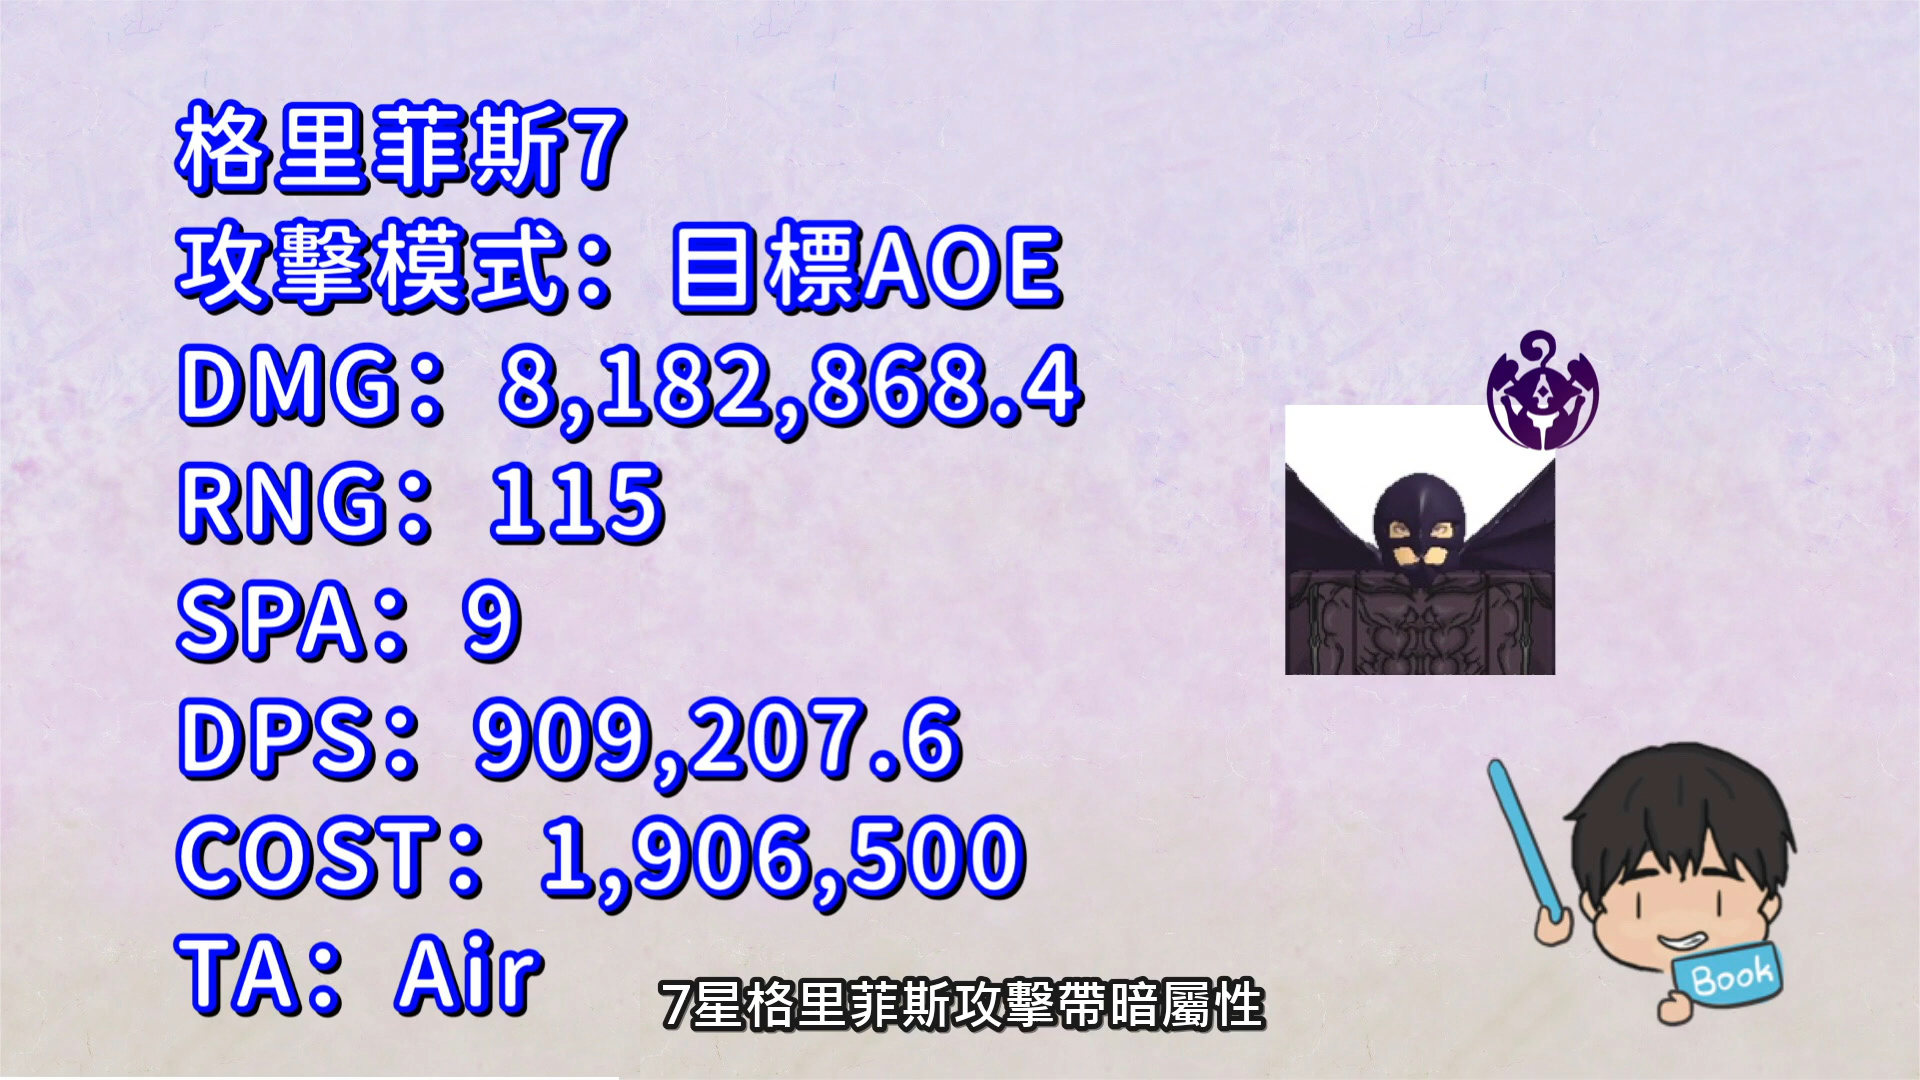 格里菲斯7
攻擊模式：目標AOE
DMG：8,182,868.4
RNG：115
SPA：9
DPS：909,207.6
COST：1,906,500
TA：Air
Book
7星格里菲斯攻擊帶暗屬性